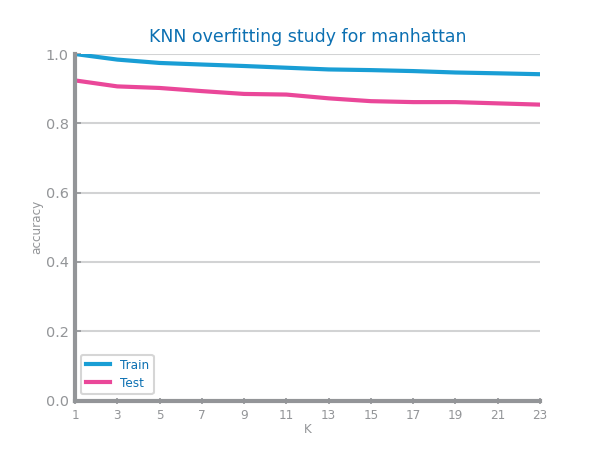 KNN overfitting study for manhattan
1.0
0.8
0.6
0.4
0.2
0.0
accuracy
Train
Test
1 3 5 7 9 11 13 15 17 19 21 23
K